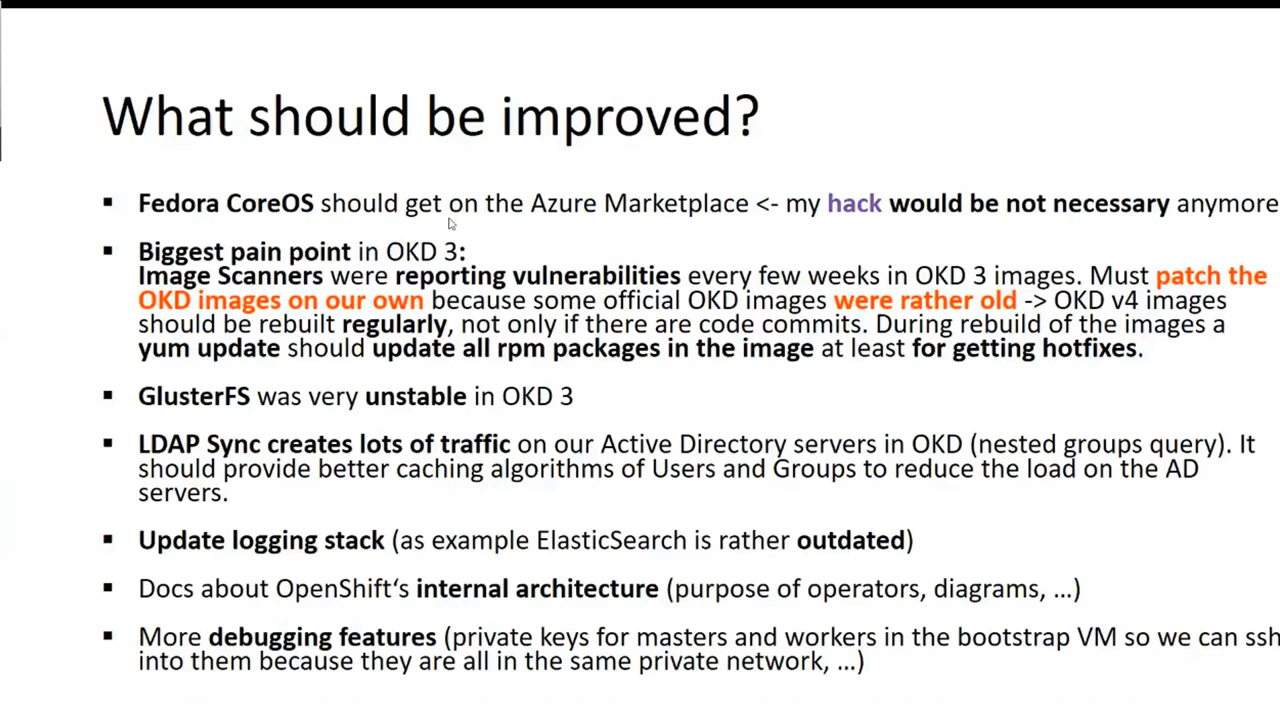 What should be improved?
▪ Fedora CoreOS should get on the Azure Marketplace <- my hack would be not necessary anymore
▪ Biggest pain point in OKD 3:
Image Scanners were reporting vulnerabilities every few weeks in OKD 3 images. Must patch the
OKD images on our own because some official OKD images were rather old -> OKD v4 images
should be rebuilt regularly, not only if there are code commits. During rebuild of the images a
yum update should update all rpm packages in the image at least for getting hotfixes.
▪ GlusterFS was very unstable in OKD 3
▪ LDAP Sync creates lots of traffic on our Active Directory servers in OKD (nested groups query). It
should provide better caching algorithms of Users and Groups to reduce the load on the AD
servers.
▪ Update logging stack (as example ElasticSearch is rather outdated)
▪ Docs about OpenShift‘s internal architecture (purpose of operators, diagrams, ...)
▪ More debugging features (private keys for masters and workers in the bootstrap VM so we can ssh
into them because they are all in the same private network, ...)